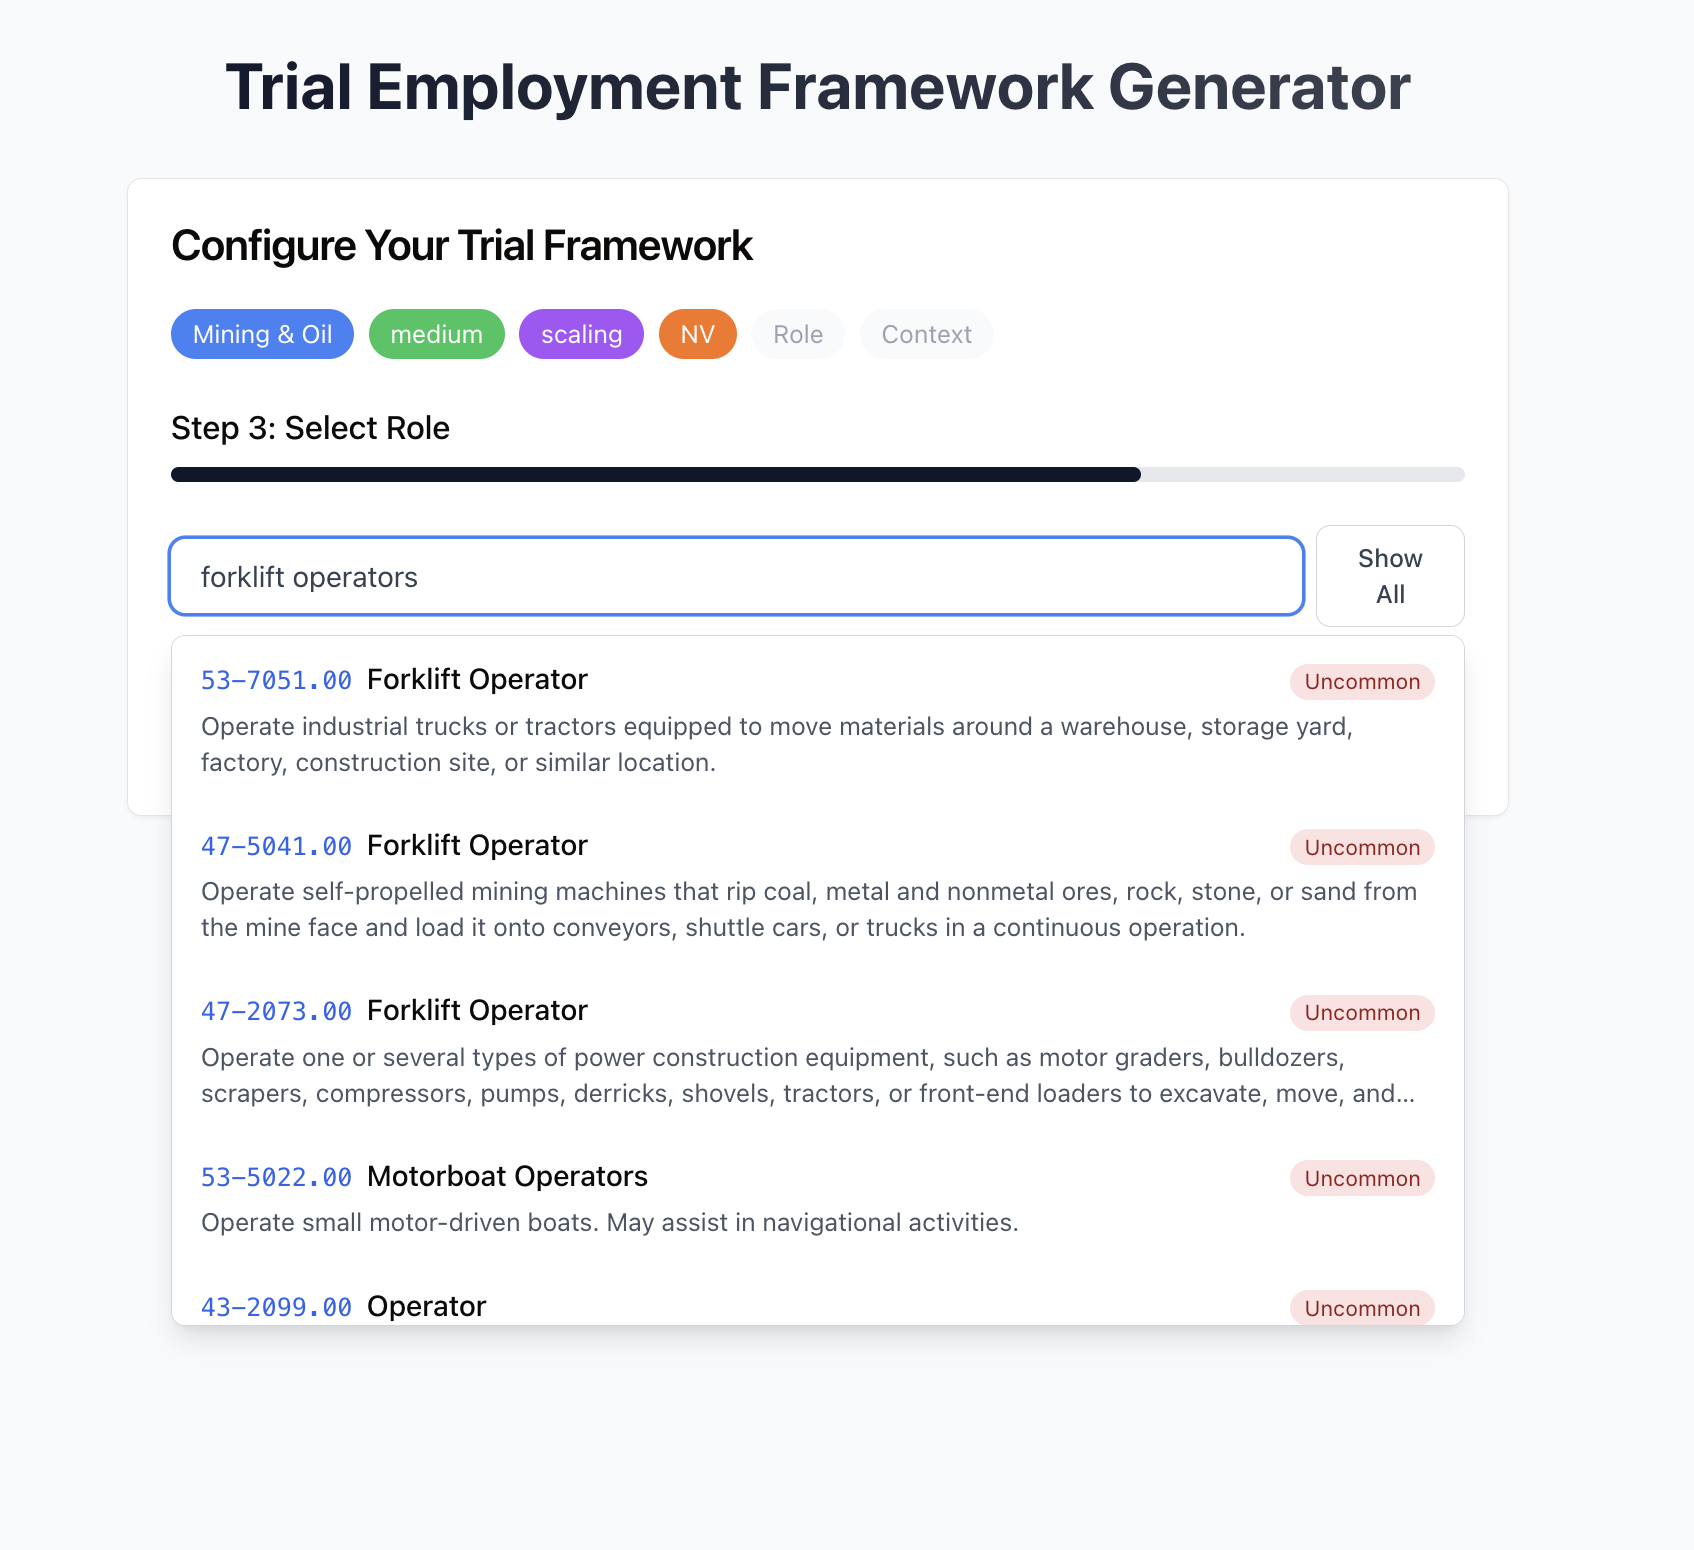 Trial Employment Framework Generator
Configure Your Trial Framework
Mining & Oil
medium
scaling
NV
Role
Context
Step 3: Select Role
forklift operators
Show
All
53-7051.00 Forklift Operator
Uncommon
Operate industrial trucks or tractors equipped to move materials around a warehouse, storage yard,
factory, construction site, or similar location.
47-5041.00 Forklift Operator
Uncommon
Operate self-propelled mining machines that rip coal, metal and nonmetal ores, rock, stone, or sand from
the mine face and load it onto conveyors, shuttle cars, or trucks in a continuous operation.
47-2073.00 Forklift Operator
Uncommon
Operate one or several types of power construction equipment, such as motor graders, bulldozers,
scrapers, compressors, pumps, derricks, shovels, tractors, or front-end loaders to excavate, move, and...
53-5022.00 Motorboat Operators
Uncommon
Operate small motor-driven boats. May assist in navigational activities.
43-2099.00 Operator
Uncommon